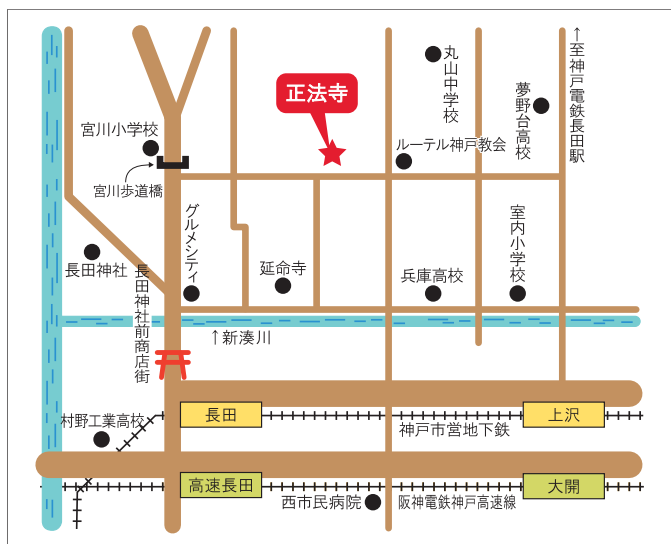 ↑至神戸電鉄長田駅
丸山中学校
夢野台高校
正法寺
宮川小学校
ルーテル神戸教会
宮川歩道橋
グルメシティ
室内小学校
長田神社
延命寺
兵庫高校
長田神社前商店街
↑新湊川
長田
上沢
村野工業高校
神戸市営地下鉄
高速長田
大開
西市民病院
阪神電鉄神戸高速線